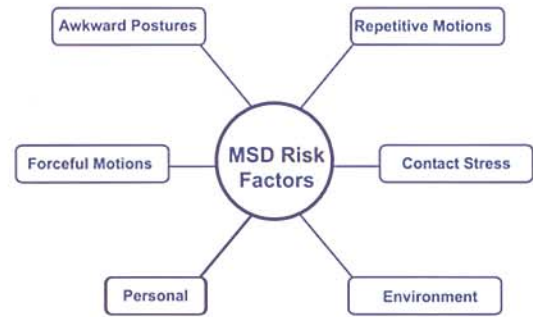 Awkward Postures
Repetitive Motions
MSD Risk
Factors
Forceful Motions
Contact Stress
Personal
Environment